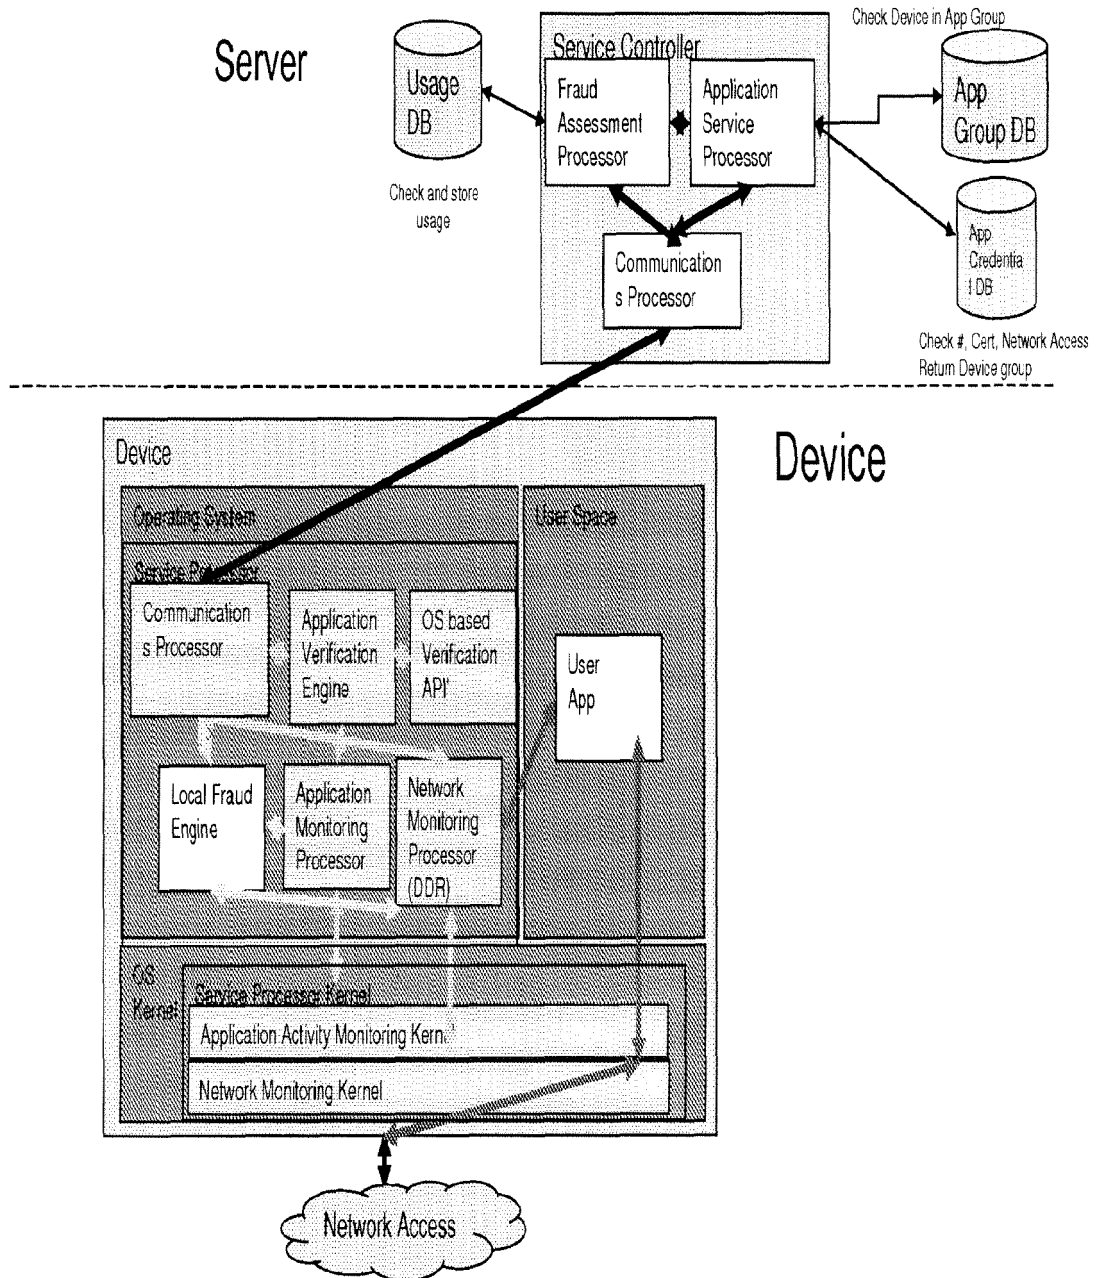 Check Device in App Group
Server
Service Controller
Usage
DB
Fraud
Assessment
Processor
Application
Service
Processor
App
Group DB
Check and store
usage
App
Credentia
l DB
Communication
s Processor
Check #, Cert, Network Access
Return Device group
Device
Device
Operating System
User Space
Service Processor
Communication
s Processor
Application
Verification
Engine
OS based
Verification
API'
User
App
Local Fraud
Engine
Application
Monitoring
Processor
Network
Monitoring
Processor
(DDR)
OS
Kernel
Service Processor Kernel
Application Activity Monitoring Kernel
Network Monitoring Kernel
Network Access